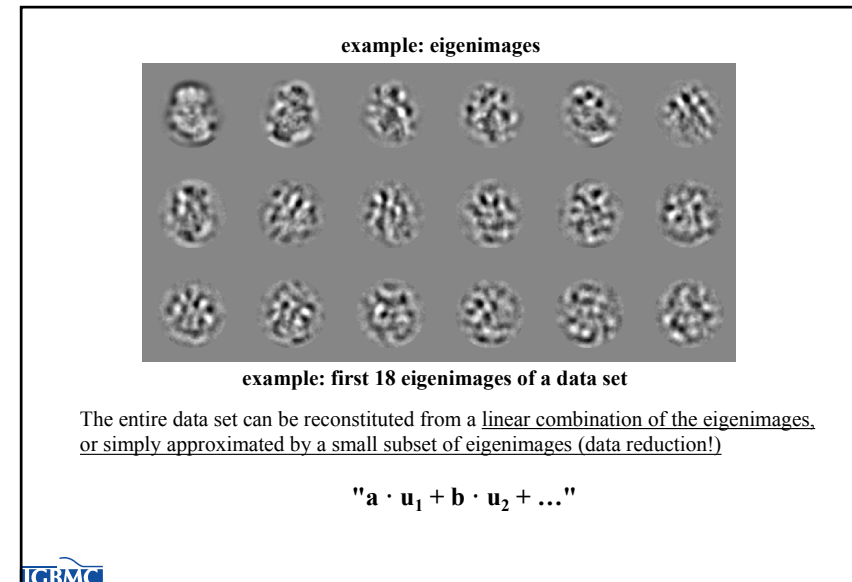 example: eigenimages
example: first 18 eigenimages of a data set
The entire data set can be reconstituted from a linear combination of the eigenimages,
or simply approximated by a small subset of eigenimages (data reduction!)
"a · u₁ + b · u₂ + …"
IGBMC